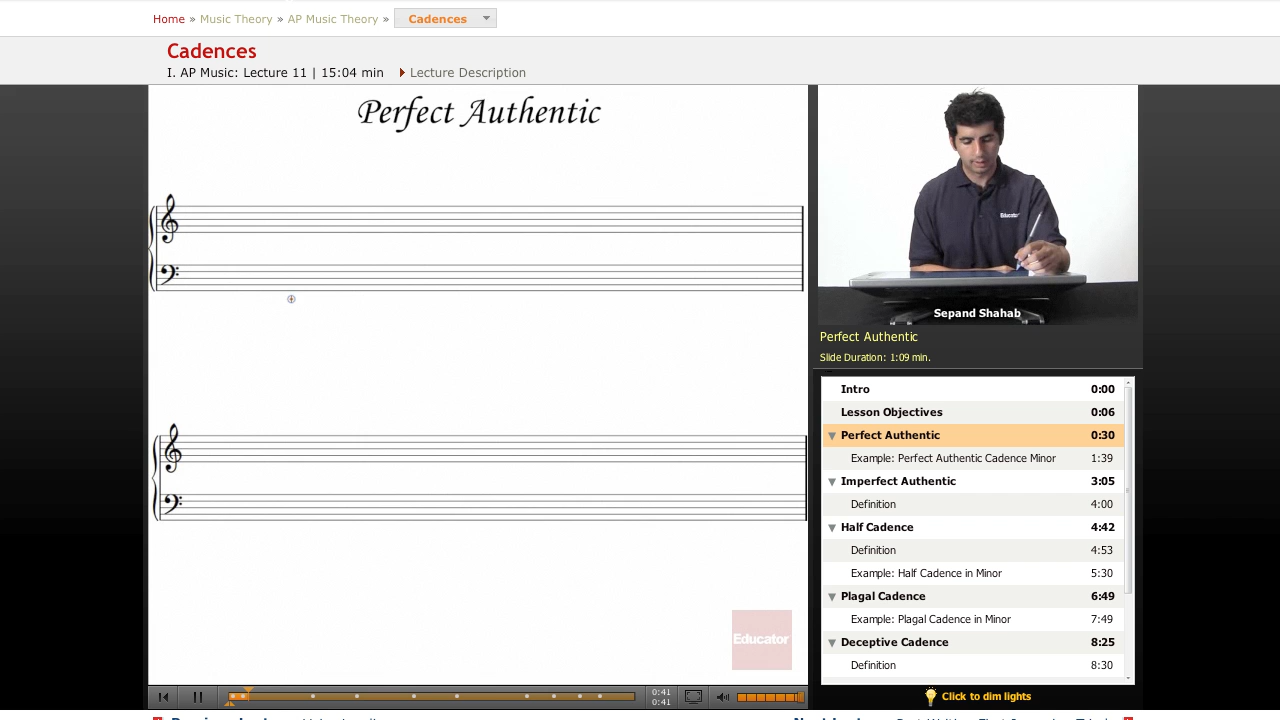 Home » Music Theory » AP Music Theory » Cadences
Cadences
I. AP Music: Lecture 11 | 15:04 min Lecture Description
Perfect Authentic
Educator
Educator
Sepand Shahab
Perfect Authentic
Slide Duration: 1:09 min.
Intro 0:00
Lesson Objectives 0:06
Perfect Authentic 0:30
Example: Perfect Authentic Cadence Minor 1:39
Imperfect Authentic 3:05
Definition 4:00
Half Cadence 4:42
Definition 4:53
Example: Half Cadence in Minor 5:30
Plagal Cadence 6:49
Example: Plagal Cadence in Minor 7:49
Deceptive Cadence 8:25
Definition 8:30
0:41
0:41
Click to dim lights